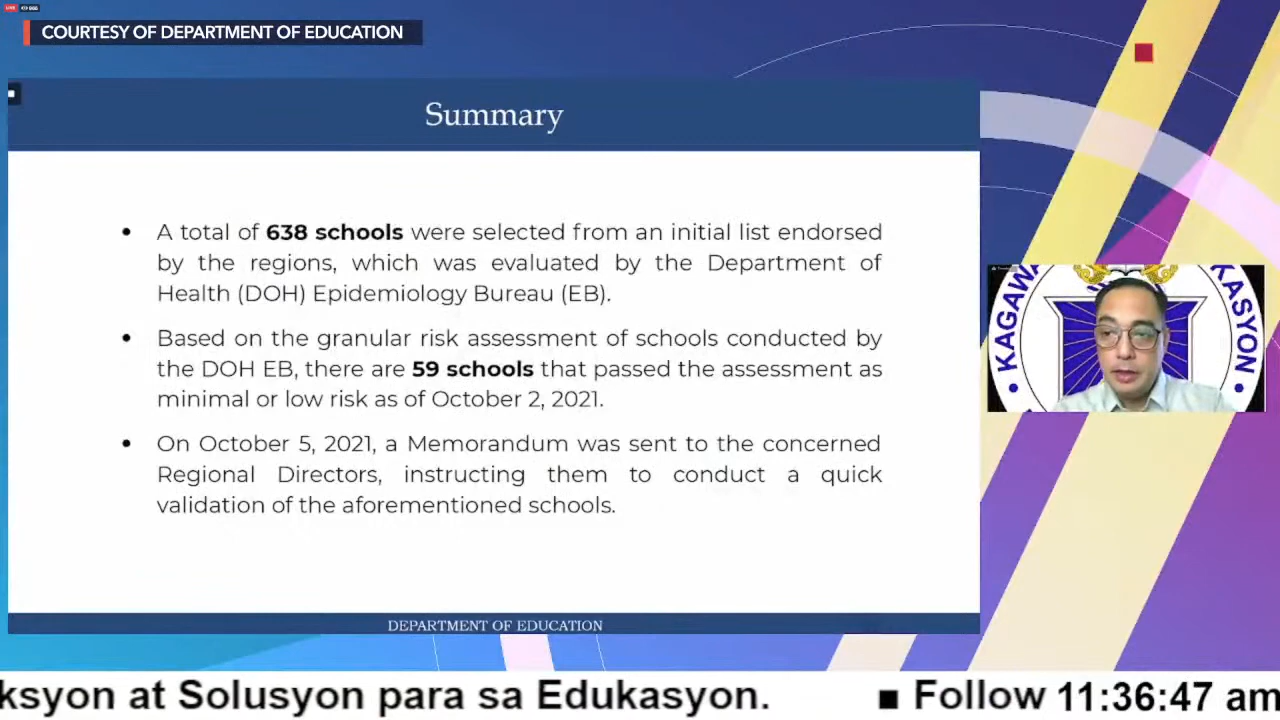 LIVE
COURTESY OF DEPARTMENT OF EDUCATION
Summary
• A total of 638 schools were selected from an initial list endorsed
by the regions, which was evaluated by the Department of
Health (DOH) Epidemiology Bureau (EB).
• Based on the granular risk assessment of schools conducted by
the DOH EB, there are 59 schools that passed the assessment as
minimal or low risk as of October 2, 2021.
• On October 5, 2021, a Memorandum was sent to the concerned
Regional Directors, instructing them to conduct a quick
validation of the aforementioned schools.
DEPARTMENT OF EDUCATION
KAGAWA
KASYON
ksyon at Solusyon para sa Edukasyon. ■ Follow 11:36:47 am